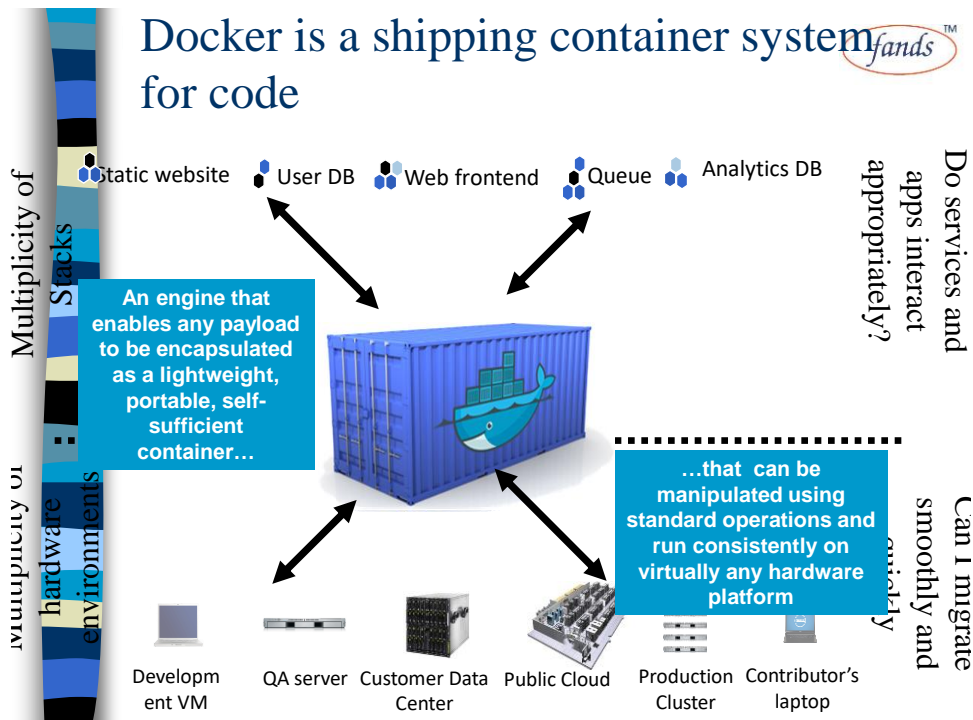 Docker is a shipping container system
for code
fands
TM
Static website
User DB
Web frontend
Queue
Analytics DB
Multiplicity of
Stacks
Do services and
apps interact
appropriately?
An engine that
enables any payload
to be encapsulated
as a lightweight,
portable, self-
sufficient
container…
…that can be
manipulated using
standard operations and
run consistently on
virtually any hardware
platform
Multiplicity of
hardware
environments
Can I migrate
smoothly and
quickly
Developm
ent VM
QA server
Customer Data
Center
Public Cloud
Production
Cluster
Contributor's
laptop